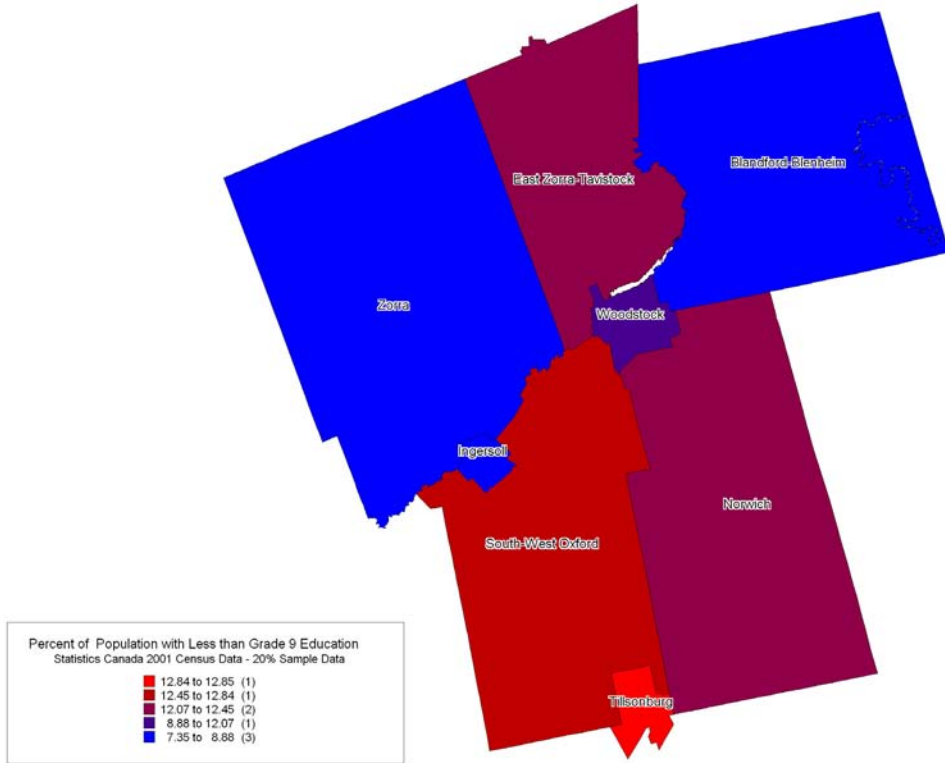 Blandford-Blenheim
East Zorra-Tavistock
Zorra
Woodstock
Ingersoll
Norwich
South-West Oxford
Tillsonburg
Percent of Population with Less than Grade 9 Education
Statistics Canada 2001 Census Data - 20% Sample Data
12.84 to 12.85 (1)
12.45 to 12.84 (1)
12.07 to 12.45 (2)
8.88 to 12.07 (1)
7.35 to 8.88 (3)